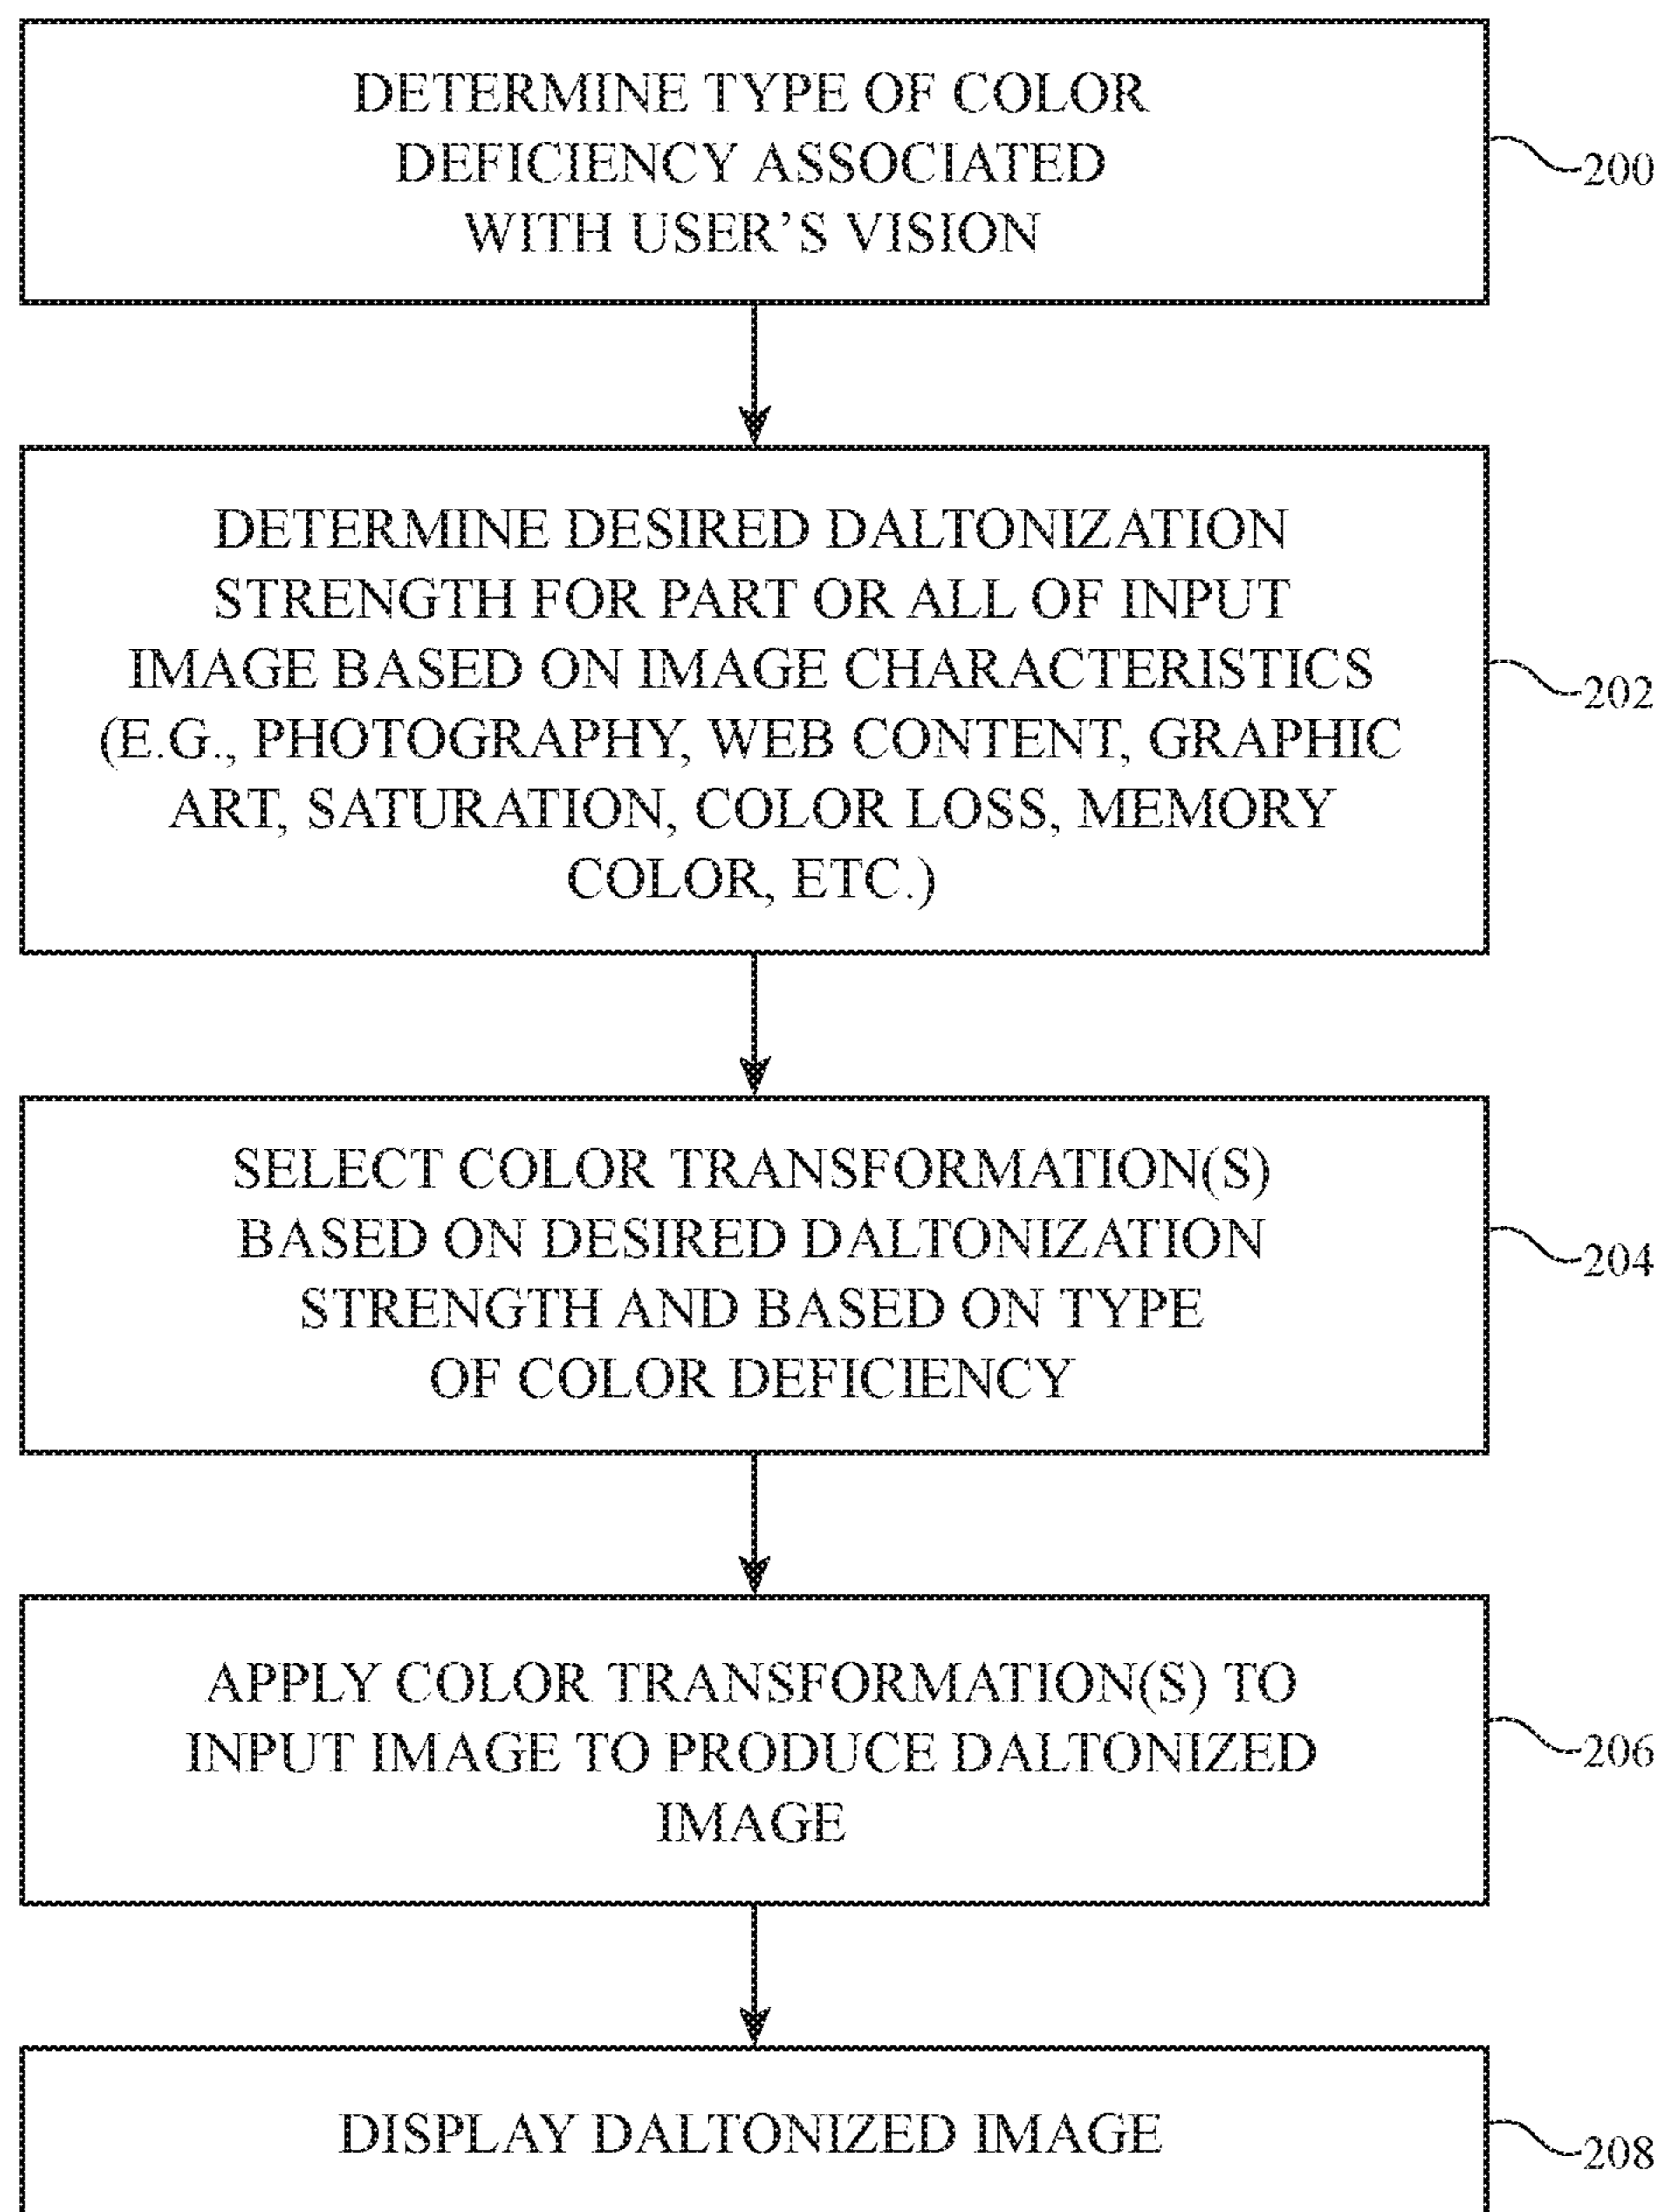 DETERMINE TYPE OF COLOR
DEFICIENCY ASSOCIATED
WITH USER'S VISION
200
DETERMINE DESIRED DALTONIZATION
STRENGTH FOR PART OR ALL OF INPUT
IMAGE BASED ON IMAGE CHARACTERISTICS
(E.G., PHOTOGRAPHY, WEB CONTENT, GRAPHIC
ART, SATURATION, COLOR LOSS, MEMORY
COLOR, ETC.)
202
SELECT COLOR TRANSFORMATION(S)
BASED ON DESIRED DALTONIZATION
STRENGTH AND BASED ON TYPE
OF COLOR DEFICIENCY
204
APPLY COLOR TRANSFORMATION(S) TO
INPUT IMAGE TO PRODUCE DALTONIZED
IMAGE
206
DISPLAY DALTONIZED IMAGE
208